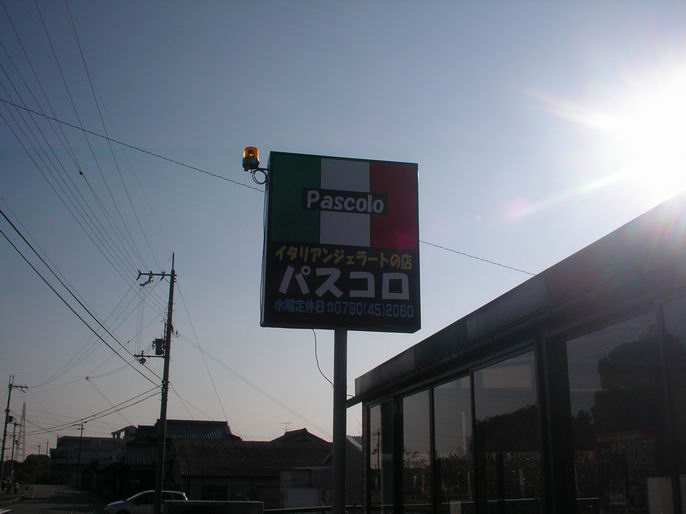 Pascolo
イタリアンジェラートの店
パスコロ
水曜定休日☎0790(45)2060